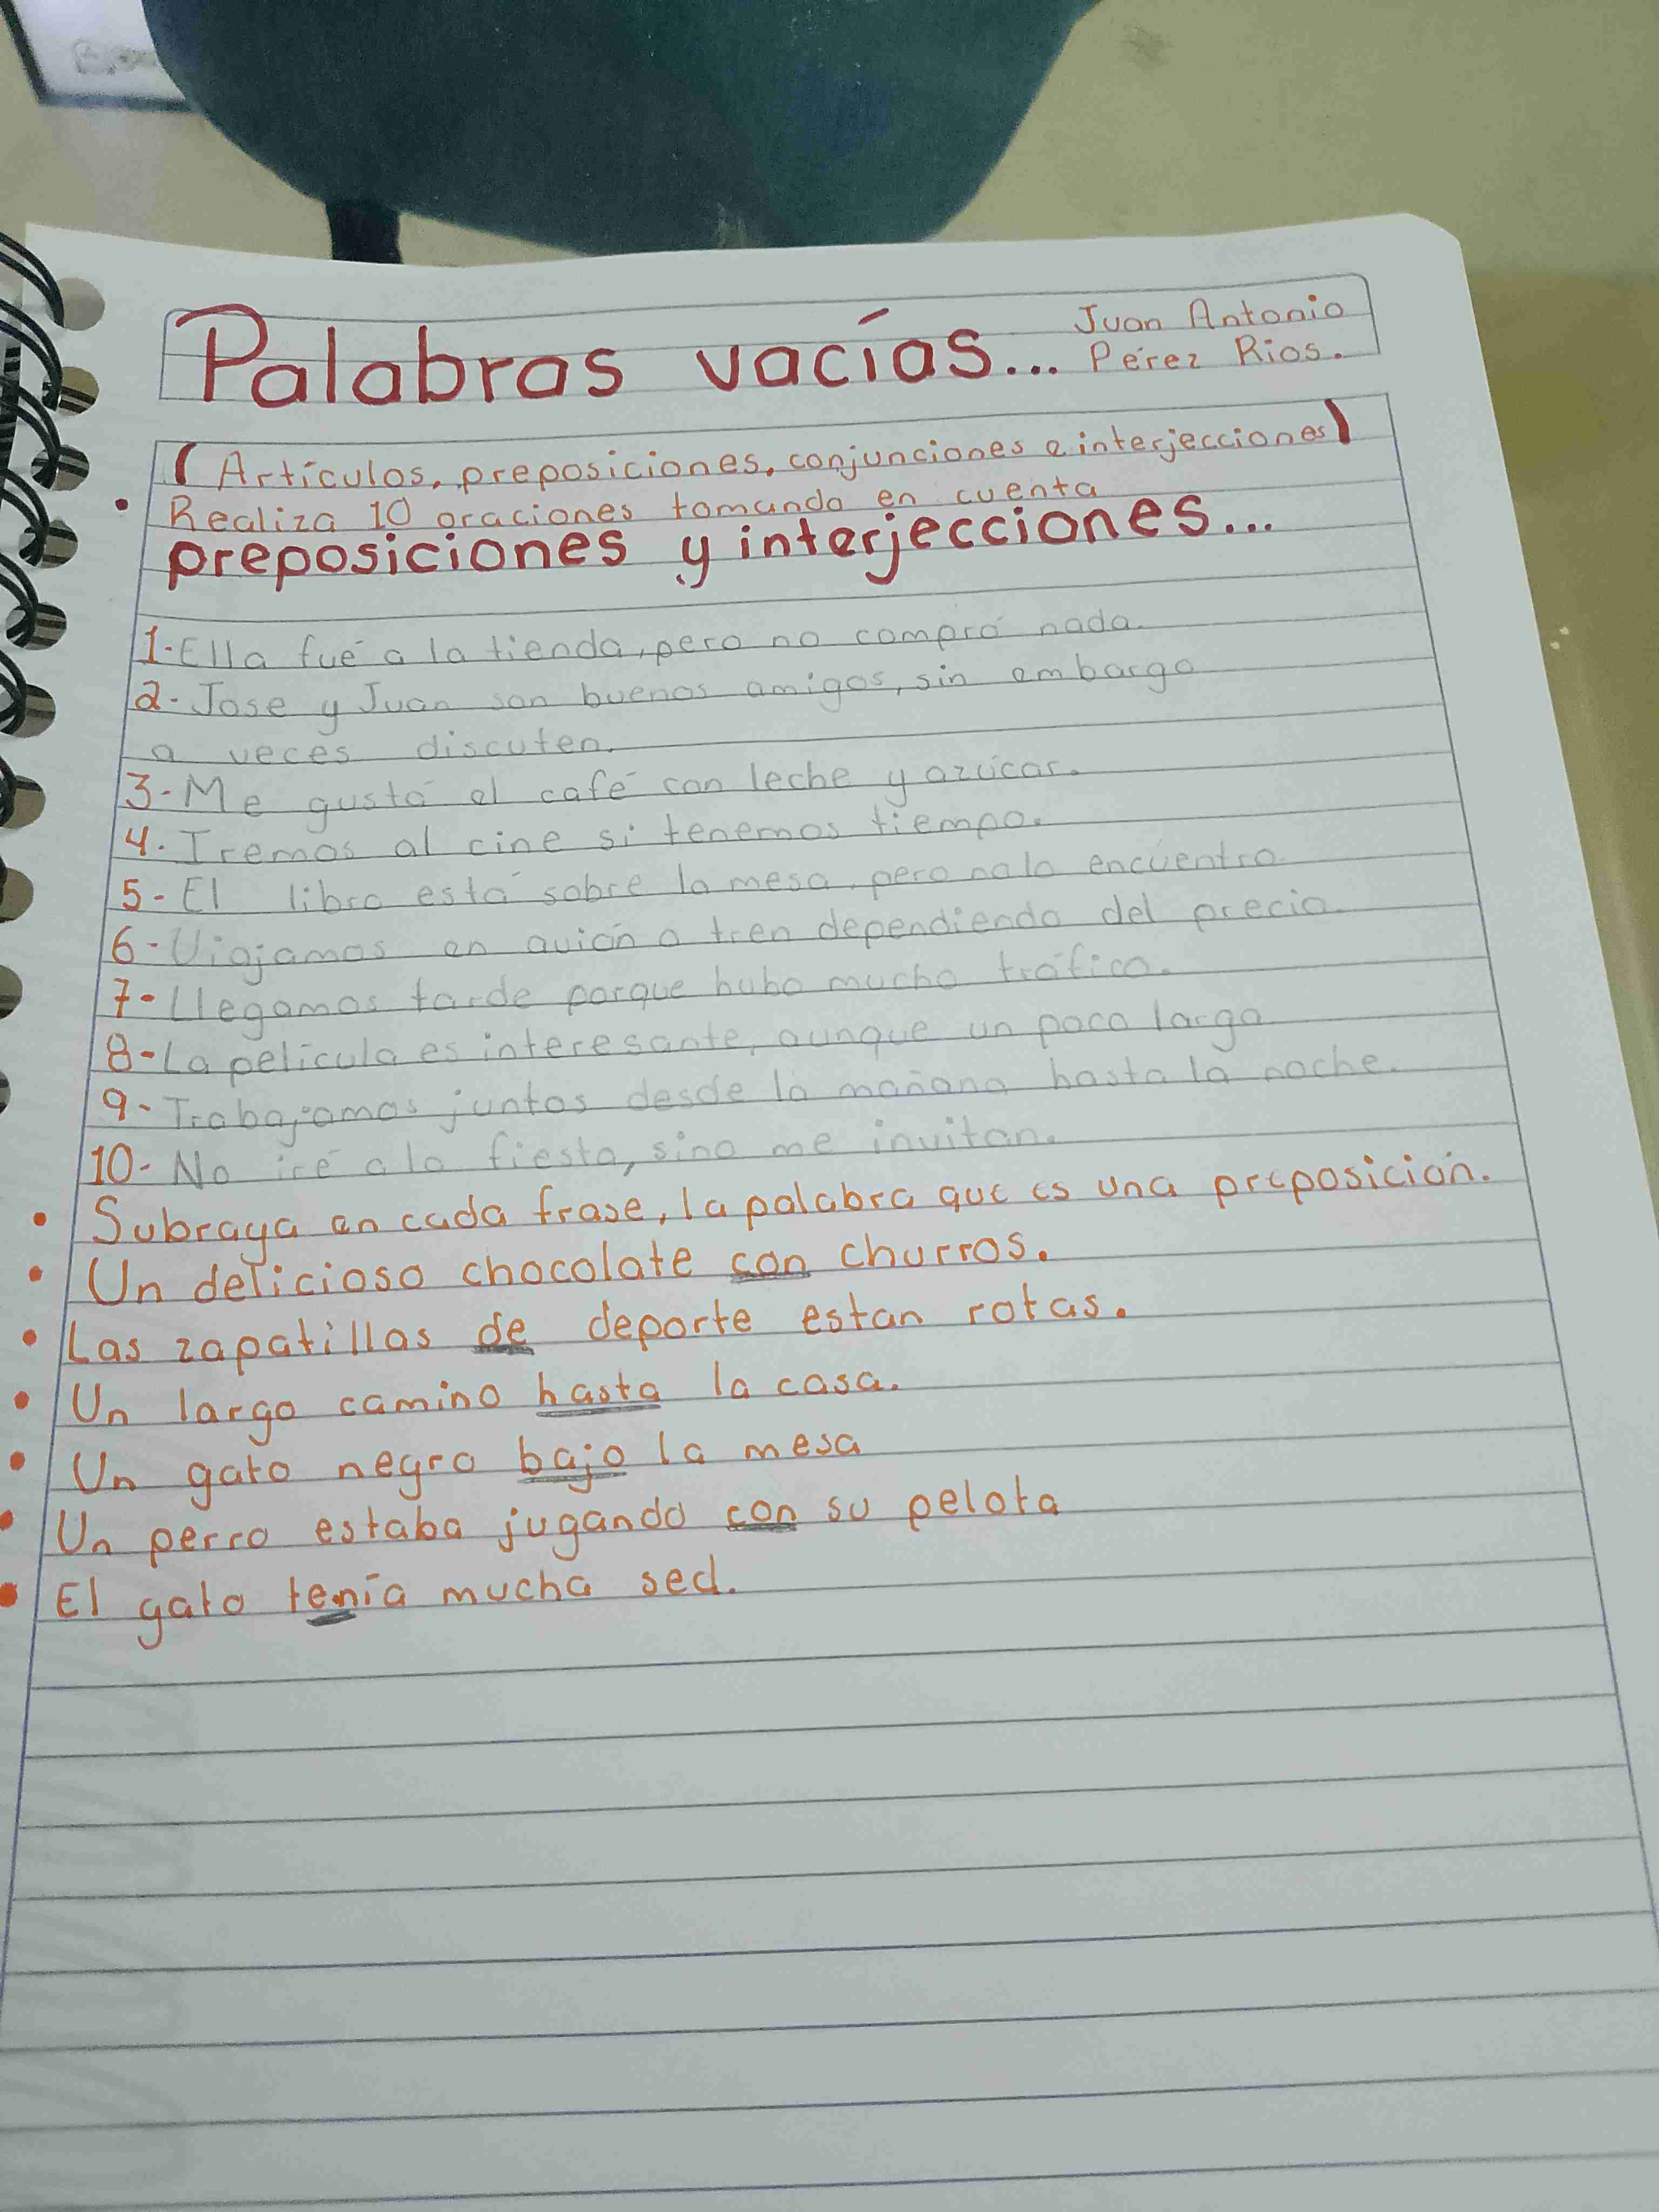 Palabras vacías...
Juan Antonio
Pérez Rios.
(Artículos, preposiciones, conjunciones e interjecciones)
• Realiza 10 oraciones tomando en cuenta
preposiciones y interjecciones...
1-Ella fué a la tienda, pero no compró nada.
2-Jose y Juan son buenos amigos, sin embargo
a veces discuten.
3-Me gustá el café con leche y azúcar.
4. Iremos al cine si tenemos tiempo.
5-El libro está sobre la mesa, pero no lo encuentro.
6-Viajamos en avión o tren dependiendo del precio.
7-Llegamos tarde porque hubo mucho tráfico.
8-La película es interesante, aunque un poco larga
9-Trabajamos juntos desde la mañana hasta la noche.
10-No iré a la fiesta, sino me invitan.
• Subraya en cada frase, la palabra que es una preposición.
• Un delicioso chocolate con churros.
• Las zapatillas de deporte estan rotas.
• Un largo camino hasta la casa.
• Un gato negro bajo la mesa
• Un perro estaba jugando con su pelota
• El gato tenía mucha sed.